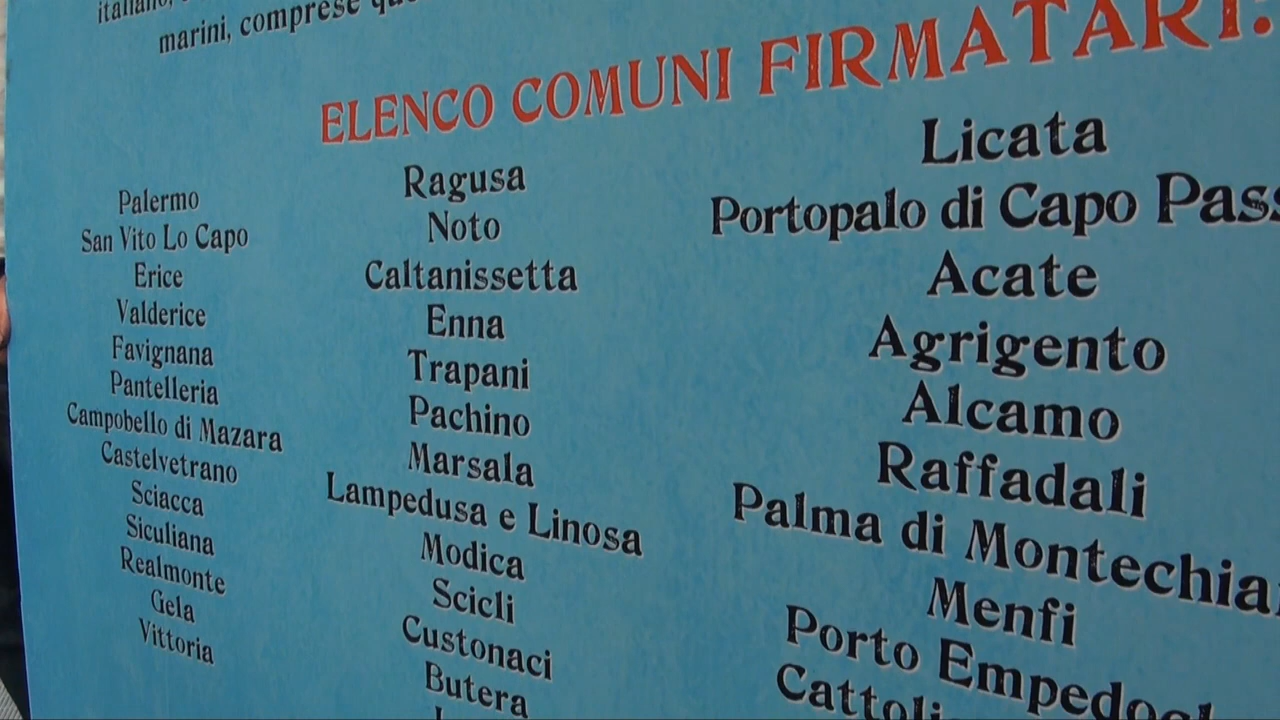 italiano,
marini, comprese
ELENCO COMUNI FIRMATARI:
Palermo
San Vito Lo Capo
Erice
Valderice
Favignana
Pantelleria
Campobello di Mazara
Castelvetrano
Sciacca
Siculiana
Realmonte
Gela
Vittoria
Ragusa
Noto
Caltanissetta
Enna
Trapani
Pachino
Marsala
Lampedusa e Linosa
Modica
Scicli
Custonaci
Butera
Licata
Portopalo di Capo Pass
Acate
Agrigento
Alcamo
Raffadali
Palma di Montechia
Menfi
Porto Empedocl
Cattoli